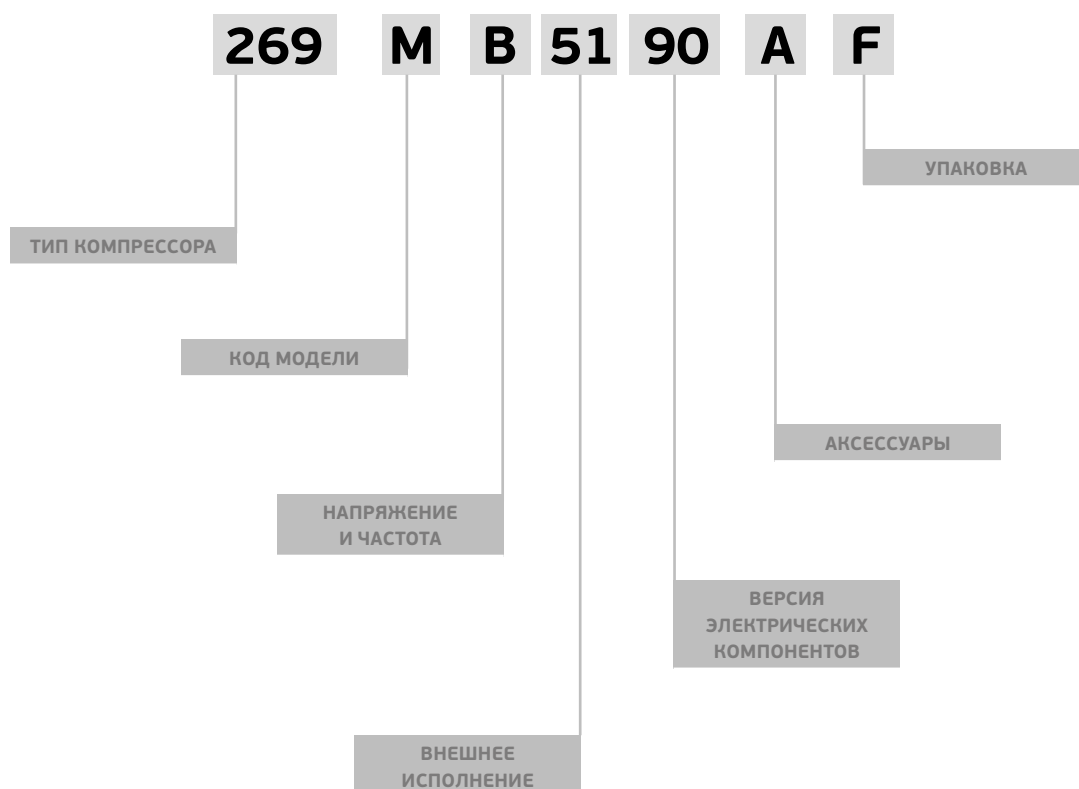 269 M B 51 90 A F
УПАКОВКА
ТИП КОМПРЕССОРА
КОД МОДЕЛИ
АКСЕССУАРЫ
НАПРЯЖЕНИЕ
И ЧАСТОТА
ВЕРСИЯ
ЭЛЕКТРИЧЕСКИХ
КОМПОНЕНТОВ
ВНЕШНЕЕ
ИСПОЛНЕНИЕ